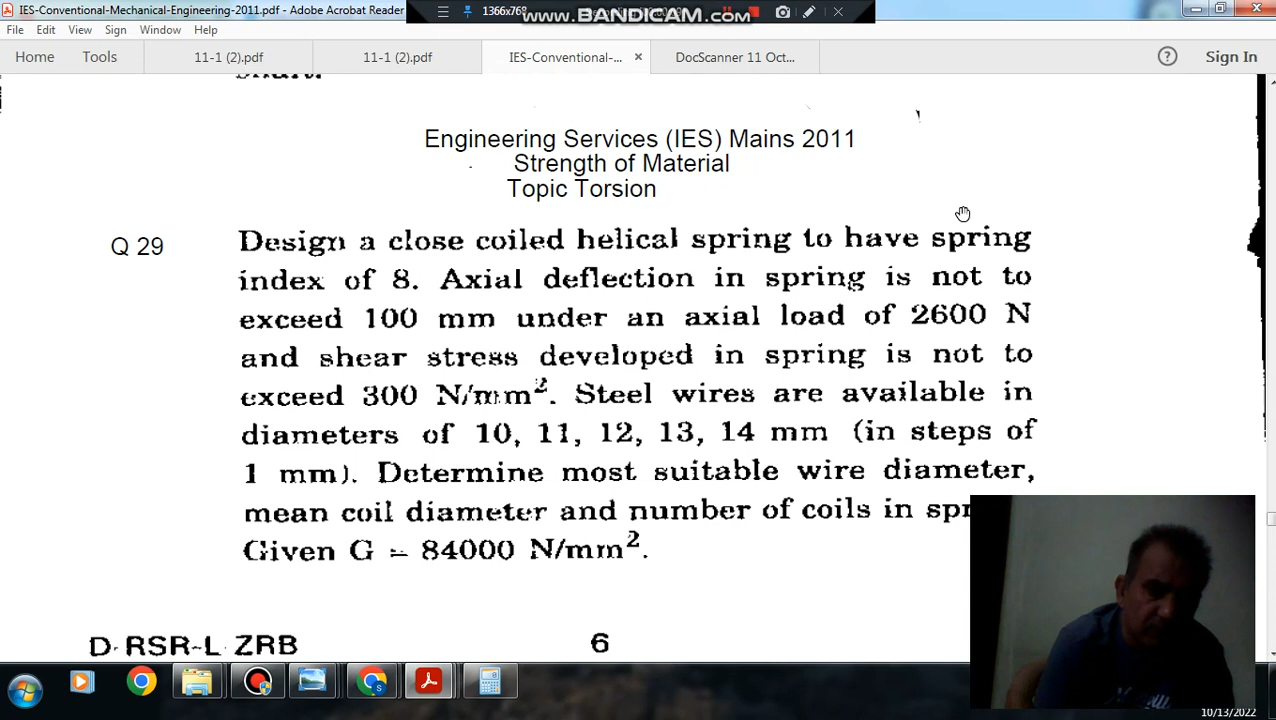 IES-Conventional-Mechanical-Engineering-2011.pdf - Adobe Acrobat Reader
1366x768
www.BANDICAM.com
File Edit View Sign Window Help
Home Tools 11-1 (2).pdf 11-1 (2).pdf IES-Conventional-... × DocScanner 11 Oct... ? Sign In
shaft.
Engineering Services (IES) Mains 2011
Strength of Material
Topic Torsion
Q 29
Design a close coiled helical spring to have spring
index of 8. Axial deflection in spring is not to
exceed 100 mm under an axial load of 2600 N
and shear stress developed in spring is not to
exceed 300 N/mm². Steel wires are available in
diameters of 10, 11, 12, 13, 14 mm (in steps of
1 mm). Determine most suitable wire diameter,
mean coil diameter and number of coils in
Given G = 84000 N/mm².
D-RSR-L-ZRB 6
10/13/2022